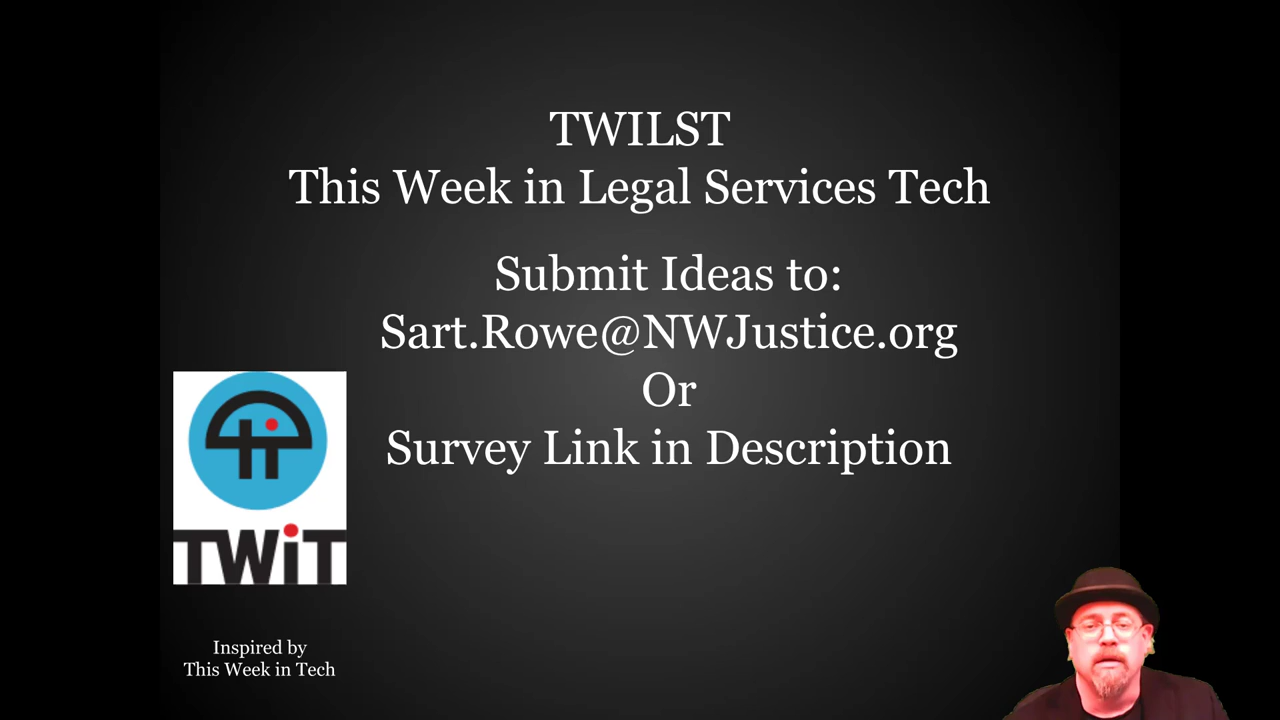 TWILST
This Week in Legal Services Tech
Submit Ideas to:
Sart.Rowe@NWJustice.org
Or
Survey Link in Description
TWiT
Inspired by
This Week in Tech